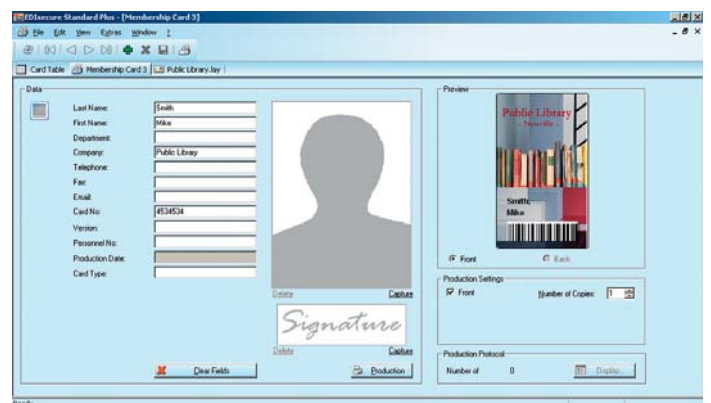 EDIsecure Standard Plus - [Membership Card 3]
File Edit View Extras Window ?
Card Table Membership Card 3 Public Library.lay
Data
Last Name: Smith
First Name: Mike
Department:
Company: Public Library
Telephone:
Fax:
Email:
Card No: 4534534
Version:
Personnel No:
Production Date:
Card Type:
Delete Capture
Signature
Delete Capture
Clear Fields
Production
Preview
Public Library
Smith,
Mike
Front Back
Production Settings
Front Number of Copies: 1
Production Protocol
Number of 0 Display...
Ready